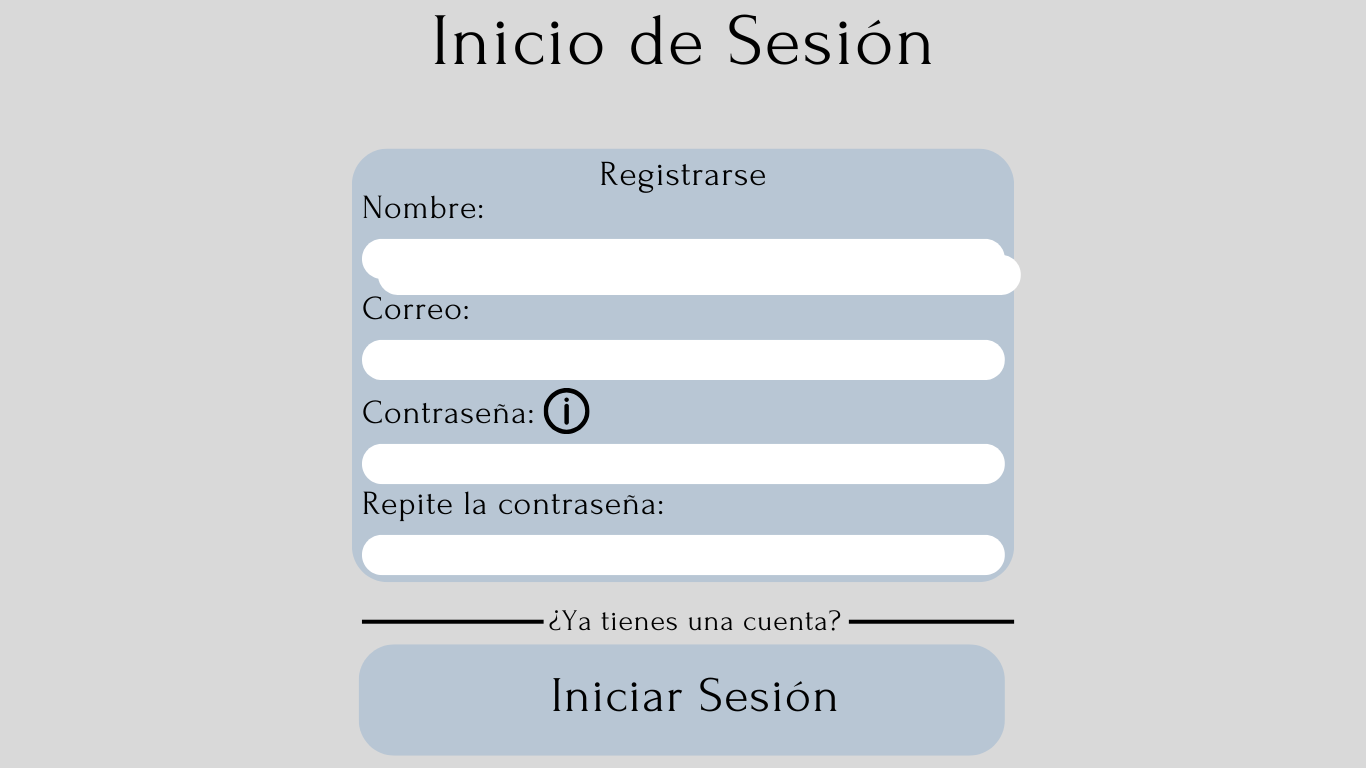 Inicio de Sesión
Registrarse
Nombre:
Correo:
Contraseña:
Repite la contraseña:
¿Ya tienes una cuenta?
Iniciar Sesión